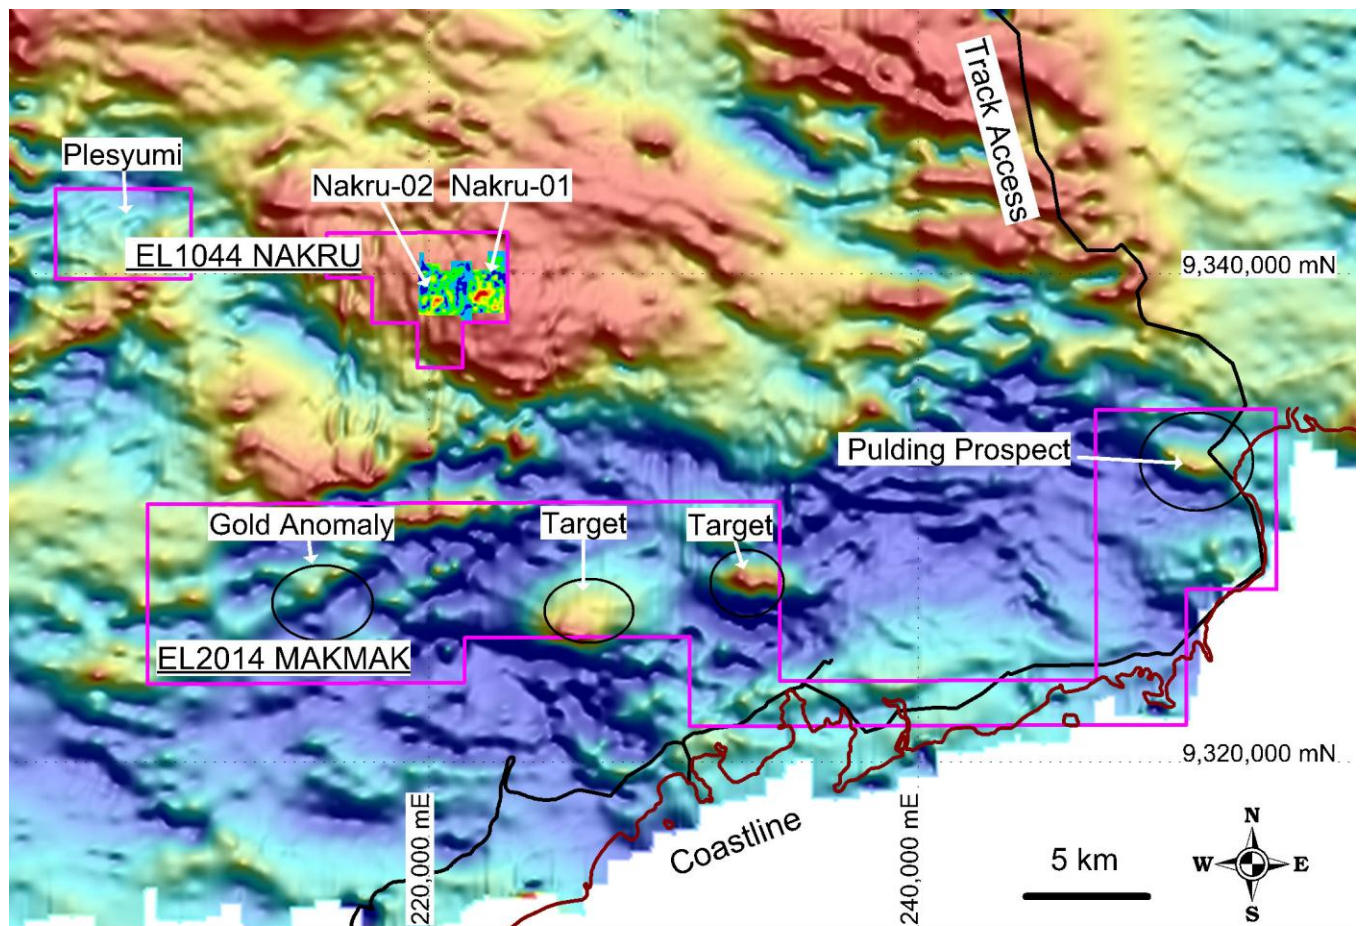 Track Access
Plesyumi
Nakru-02
Nakru-01
EL1044 NAKRU
9,340,000 mN
Pulding Prospect
Gold Anomaly
Target
Target
EL2014 MAKMAK
9,320,000 mN
220,000 mE
240,000 mE
Coastline
5 km
N
W
E
S